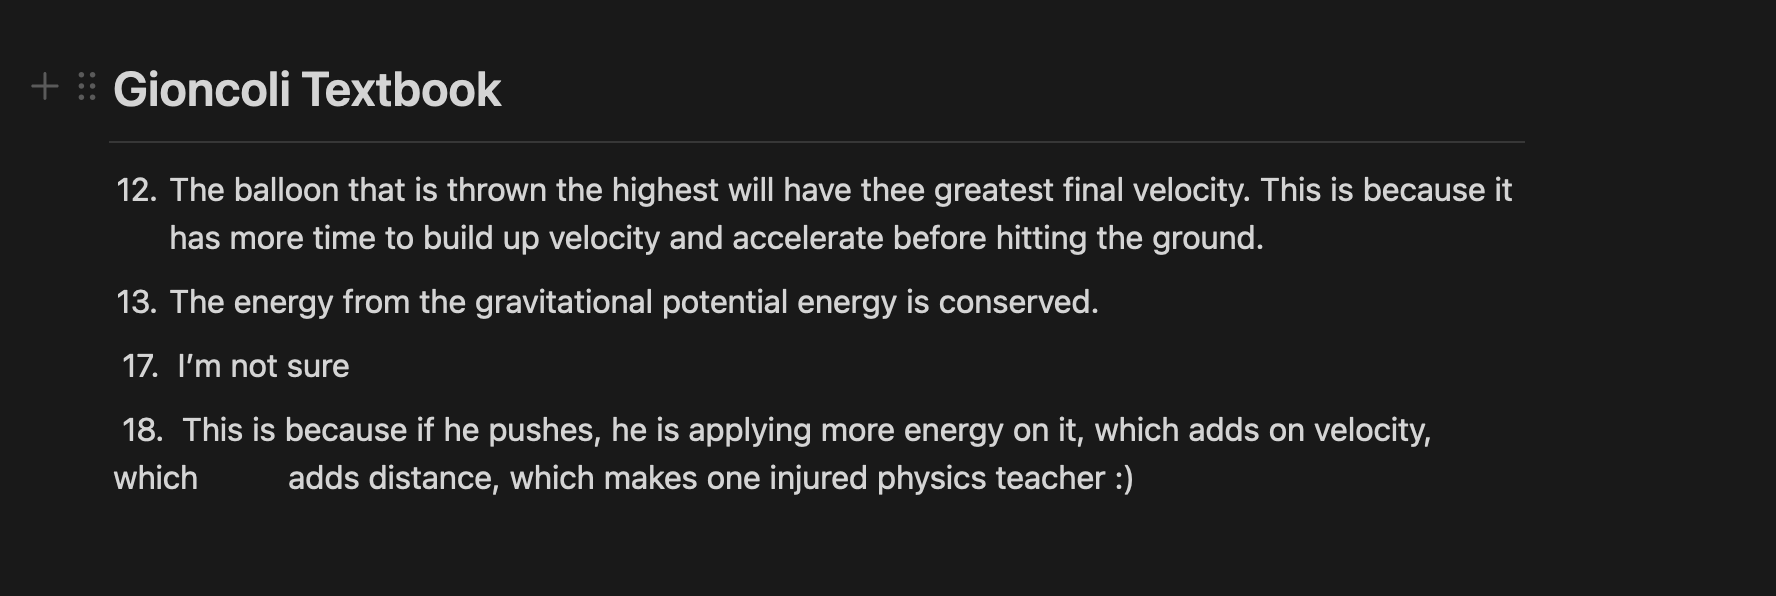 Gioncoli Textbook
12. The balloon that is thrown the highest will have thee greatest final velocity. This is because it
has more time to build up velocity and accelerate before hitting the ground.
13. The energy from the gravitational potential energy is conserved.
17. I’m not sure
18. This is because if he pushes, he is applying more energy on it, which adds on velocity,
which adds distance, which makes one injured physics teacher :)